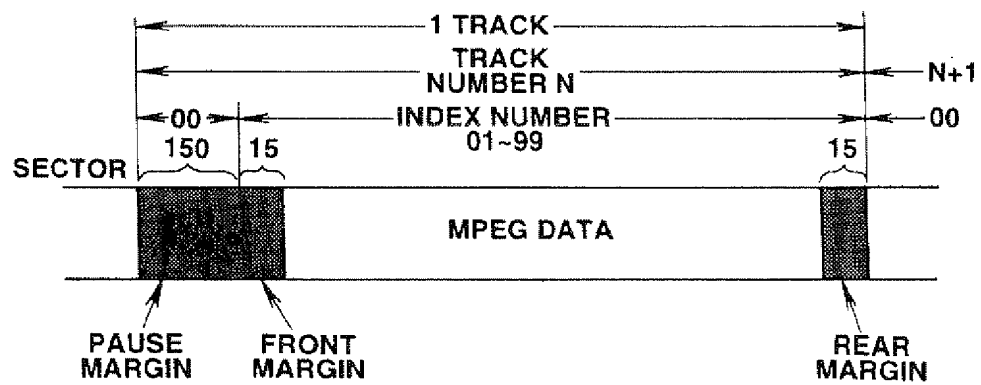 1 TRACK
TRACK
NUMBER N
N+1
00
INDEX NUMBER
01~99
00
150
15
15
SECTOR
MPEG DATA
PAUSE
MARGIN
FRONT
MARGIN
REAR
MARGIN